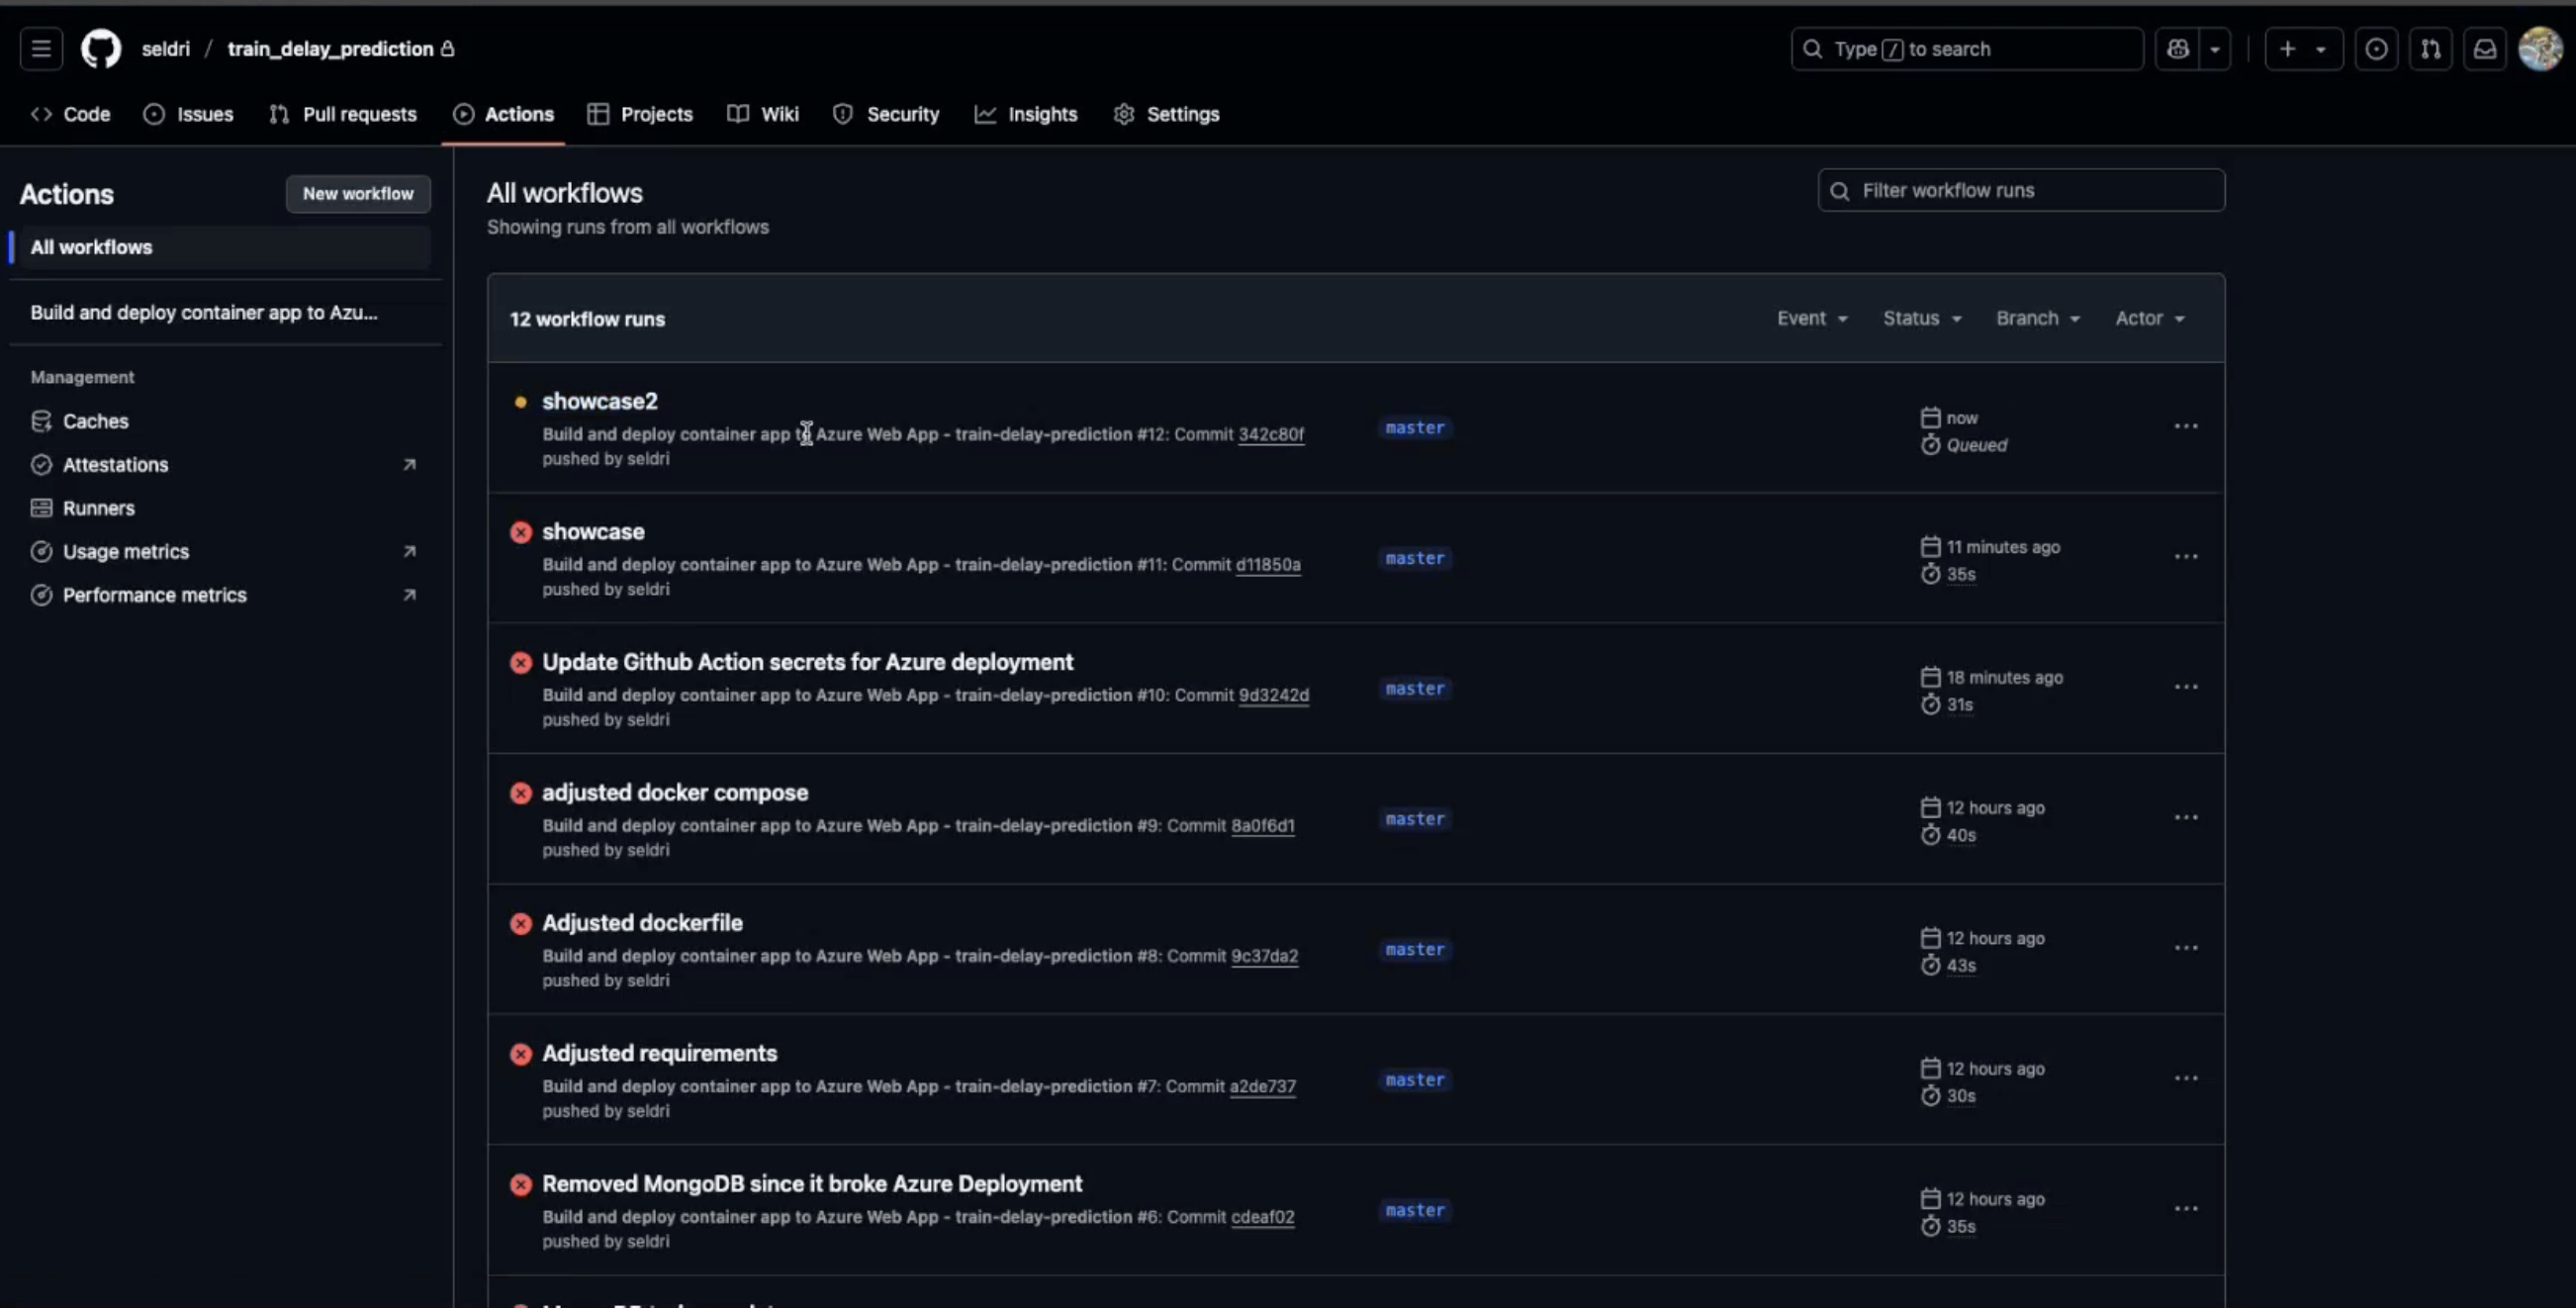 seldri / train_delay_prediction
Type / to search
Code Issues Pull requests Actions Projects Wiki Security Insights Settings
Actions
New workflow
All workflows
Build and deploy container app to Azu...
Management
Caches
Attestations
Runners
Usage metrics
Performance metrics
All workflows
Showing runs from all workflows
Filter workflow runs
12 workflow runs
Event Status Branch Actor
showcase2
Build and deploy container app to Azure Web App - train-delay-prediction #12: Commit 342c80f
pushed by seldri
master
now
Queued
showcase
Build and deploy container app to Azure Web App - train-delay-prediction #11: Commit d11850a
pushed by seldri
master
11 minutes ago
35s
Update Github Action secrets for Azure deployment
Build and deploy container app to Azure Web App - train-delay-prediction #10: Commit 9d3242d
pushed by seldri
master
18 minutes ago
31s
adjusted docker compose
Build and deploy container app to Azure Web App - train-delay-prediction #9: Commit 8a0f6d1
pushed by seldri
master
12 hours ago
40s
Adjusted dockerfile
Build and deploy container app to Azure Web App - train-delay-prediction #8: Commit 9c37da2
pushed by seldri
master
12 hours ago
43s
Adjusted requirements
Build and deploy container app to Azure Web App - train-delay-prediction #7: Commit a2de737
pushed by seldri
master
12 hours ago
30s
Removed MongoDB since it broke Azure Deployment
Build and deploy container app to Azure Web App - train-delay-prediction #6: Commit cdeaf02
pushed by seldri
master
12 hours ago
35s